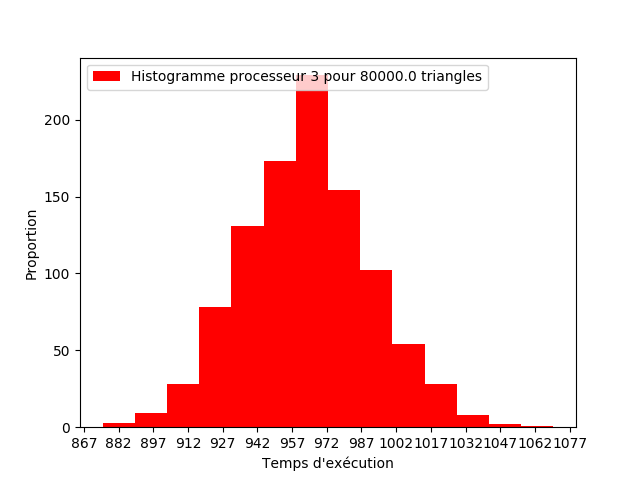 Histogramme processeur 3 pour 80000.0 triangles
200
150
100
50
0
Proportion
867 882 897 912 927 942 957 972 987 1002 1017 1032 1047 1062 1077
Temps d'exécution